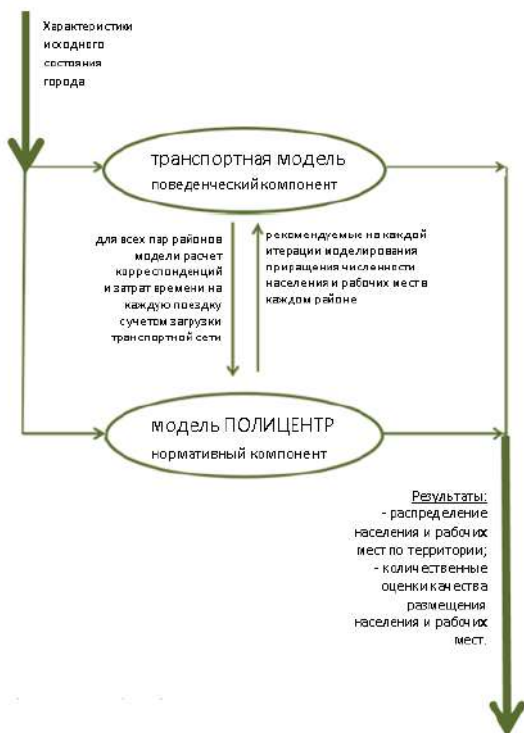 Характеристики
исходного
состояния
города
транспортная модель
поведенческий компонент
для всех пар районов
модели расчет
корреспонденций
и затрат времени на
каждую поездку
с учетом загрузки
транспортной сети
рекомендуемые на каждой
итерации моделирования
приращения численности
населения и рабочих мест в
каждом районе
модель ПОЛИЦЕНТР
нормативный компонент
Результаты:
- распределение
населения и рабочих
мест по территории;
- количественные
оценки качества
размещения
населения и рабочих
мест.